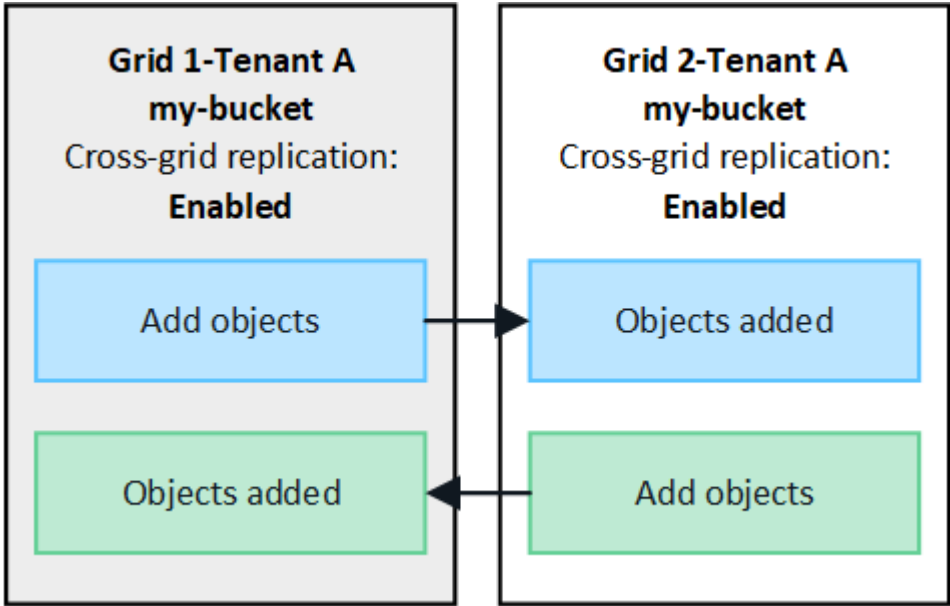 Grid 1-Tenant A
my-bucket
Cross-grid replication:
Enabled
Add objects
Objects added
Grid 2-Tenant A
my-bucket
Cross-grid replication:
Enabled
Objects added
Add objects